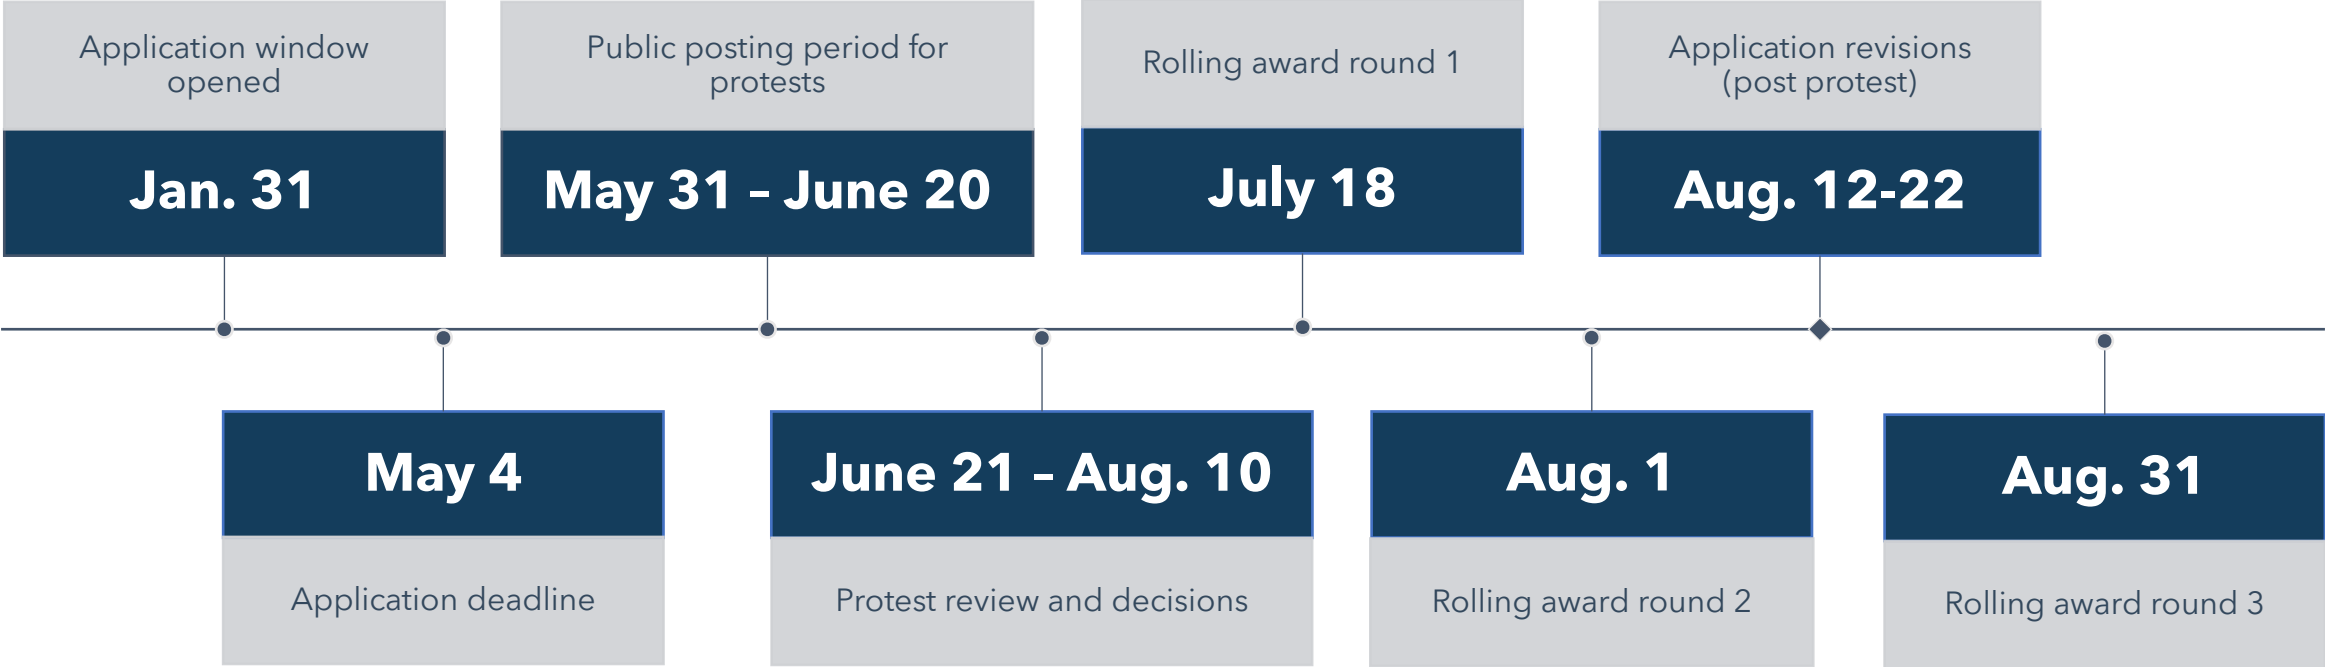 Application window
opened
Jan. 31
Public posting period for
protests
May 31 – June 20
Rolling award round 1
July 18
Application revisions
(post protest)
Aug. 12-22
May 4
Application deadline
June 21 – Aug. 10
Protest review and decisions
Aug. 1
Rolling award round 2
Aug. 31
Rolling award round 3